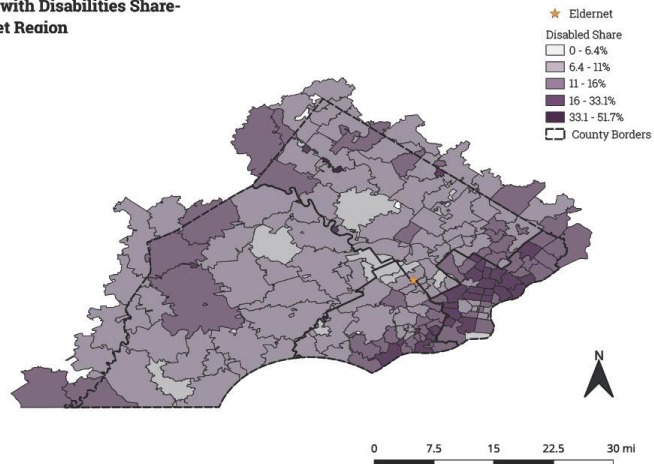 with Disabilities Share-
et Region
Eldernet
Disabled Share
0 - 6.4%
6.4 - 11%
11 - 16%
16 - 33.1%
33.1 - 51.7%
County Borders
N
0 7.5 15 22.5 30 mi